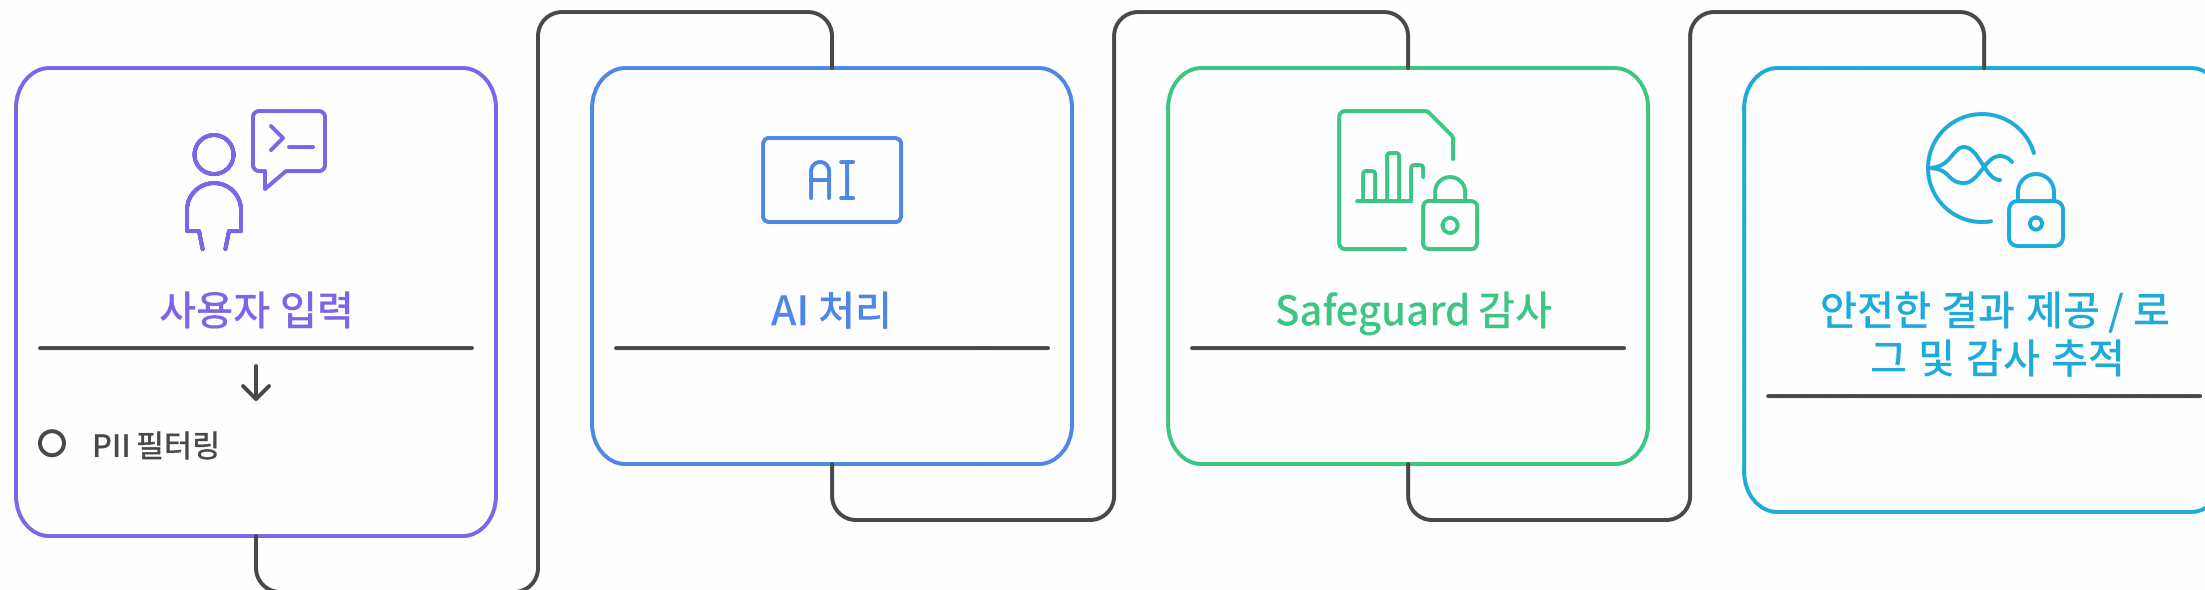 사용자 입력
PII 필터링
AI
AI 처리
Safeguard 감사
안전한 결과 제공 / 로
그 및 감사 추적